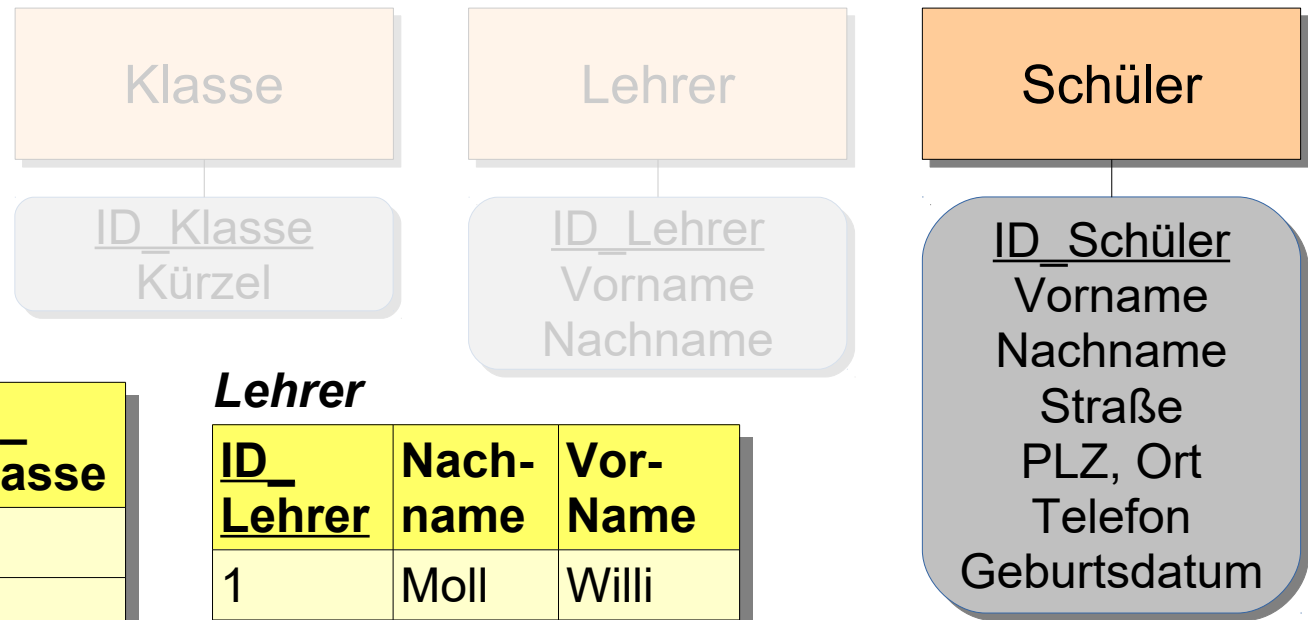 Klasse
Lehrer
Schüler
ID_Klasse
Kürzel
ID_Lehrer
Vorname
Nachname
ID_Schüler
Vorname
Nachname
Straße
PLZ, Ort
Telefon
Geburtsdatum
asse
Lehrer
ID_
Lehrer
Nach-
name
Vor-
Name
1
Moll
Willi